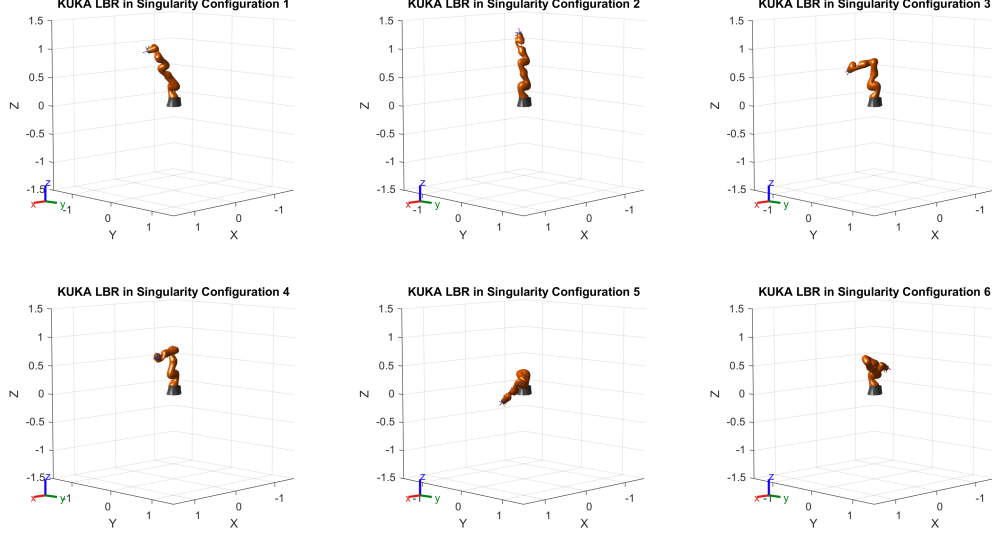 KUKA LBR in Singularity Configuration 1
1.5
1
0.5
0
-0.5
-1
-1.5
Z
z
x
y
-1
0
1
Y
1
0
-1
X
KUKA LBR in Singularity Configuration 2
1.5
1
0.5
0
-0.5
-1
-1.5
Z
z
x
y
-1
0
1
Y
1
0
-1
X
KUKA LBR in Singularity Configuration 3
1.5
1
0.5
0
-0.5
-1
-1.5
Z
z
x
y
-1
0
1
Y
1
0
-1
X
KUKA LBR in Singularity Configuration 4
1.5
1
0.5
0
-0.5
-1
-1.5
Z
z
x
y
-1
0
1
Y
1
0
-1
X
KUKA LBR in Singularity Configuration 5
1.5
1
0.5
0
-0.5
-1
-1.5
Z
z
x
y
-1
0
1
Y
1
0
-1
X
KUKA LBR in Singularity Configuration 6
1.5
1
0.5
0
-0.5
-1
-1.5
Z
z
x
y
-1
0
1
Y
1
0
-1
X